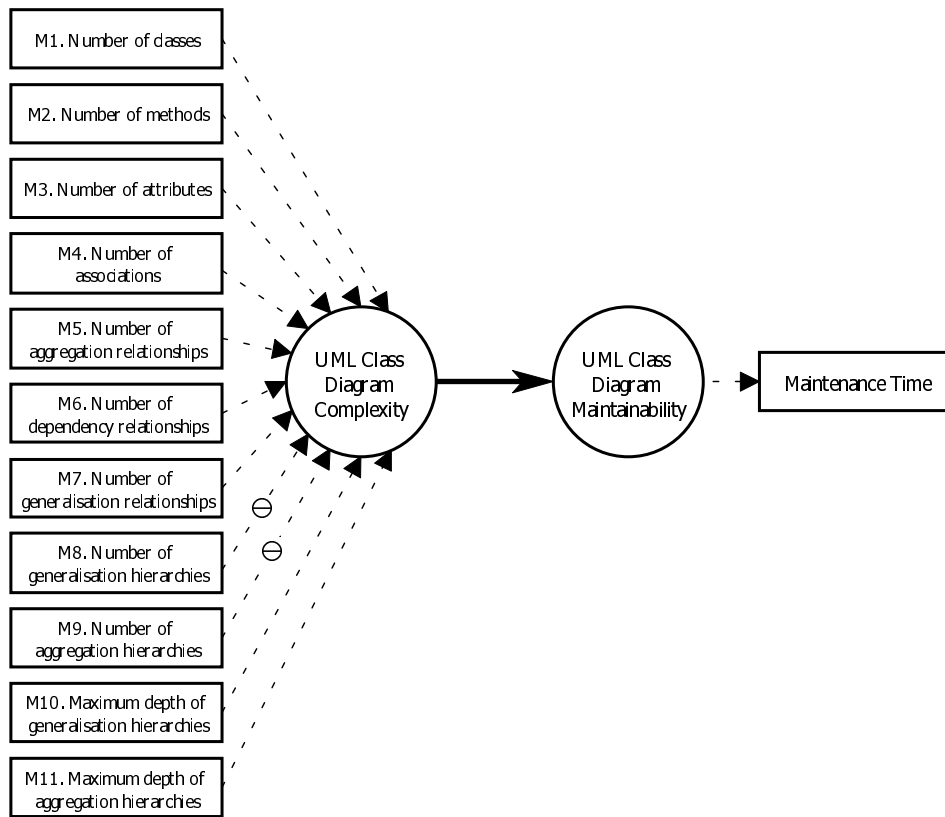 M1. Number of classes
M2. Number of methods
M3. Number of attributes
M4. Number of
associations
M5. Number of
aggregation relationships
M6. Number of
dependency relationships
M7. Number of
generalisation relationships
M8. Number of
generalisation hierarchies
M9. Number of
aggregation hierarchies
M10. Maximum depth of
generalisation hierarchies
M11. Maximum depth of
aggregation hierarchies
UML Class
Diagram
Complexity
UML Class
Diagram
Maintainability
Maintenance Time